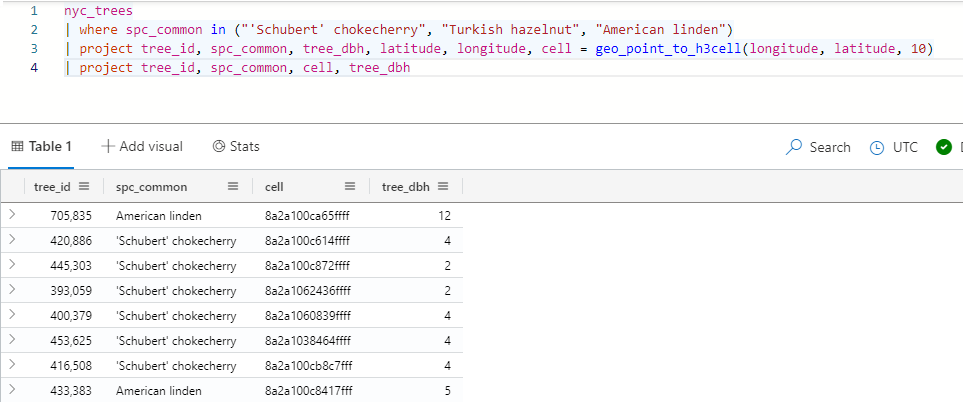 1 nyc_trees
2 | where spc_common in ("'Schubert' chokecherry", "Turkish hazelnut", "American linden")
3 | project tree_id, spc_common, tree_dbh, latitude, longitude, cell = geo_point_to_h3cell(longitude, latitude, 10)
4 | project tree_id, spc_common, cell, tree_dbh
Table 1 + Add visual Stats Search UTC
tree_id spc_common cell tree_dbh
705,835 American linden 8a2a100ca65ffff 12
420,886 'Schubert' chokecherry 8a2a100c614ffff 4
445,303 'Schubert' chokecherry 8a2a100c872ffff 2
393,059 'Schubert' chokecherry 8a2a1062436ffff 2
400,379 'Schubert' chokecherry 8a2a1060839ffff 4
453,625 'Schubert' chokecherry 8a2a1038464ffff 4
416,508 'Schubert' chokecherry 8a2a100cb8c7fff 4
433,383 American linden 8a2a100c8417fff 5